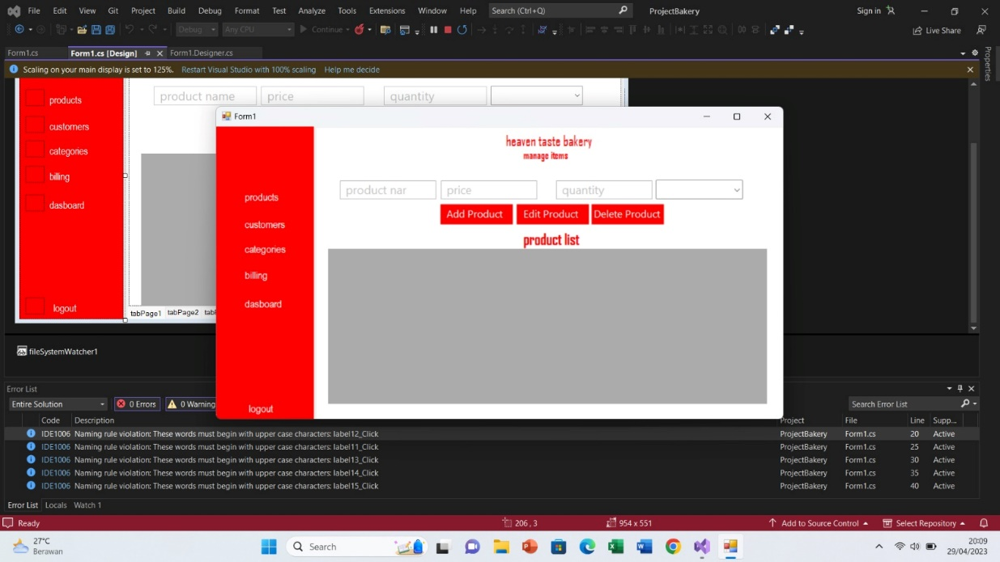 File Edit View Git Project Build Debug Format Test Analyze Tools Extensions Window Help Search (Ctrl+Q) ProjectBakery Sign in
Debug Any CPU Continue Live Share
Form1.cs Form1.cs [Design] Form1.Designer.cs
Properties
Scaling on your main display is set to 125%. Restart Visual Studio with 100% scaling Help me decide
products
customers
categories
billing
dasboard
logout
product name price quantity
tabPage1 tabPage2
Form1
products
customers
categories
billing
dasboard
logout
heaven taste bakery
manage items
product nar price quantity
Add Product Edit Product Delete Product
product list
fileSystemWatcher1
Error List
Entire Solution 0 Errors 0 Warning Search Error List
Code Description Project File Line Supp...
IDE1006 Naming rule violation: These words must begin with upper case characters: label12_Click ProjectBakery Form1.cs 20 Active
IDE1006 Naming rule violation: These words must begin with upper case characters: label11_Click ProjectBakery Form1.cs 25 Active
IDE1006 Naming rule violation: These words must begin with upper case characters: label13_Click ProjectBakery Form1.cs 30 Active
IDE1006 Naming rule violation: These words must begin with upper case characters: label14_Click ProjectBakery Form1.cs 35 Active
IDE1006 Naming rule violation: These words must begin with upper case characters: label15_Click ProjectBakery Form1.cs 40 Active
Error List Locals Watch 1
Ready 206 , 3 954 x 551 Add to Source Control Select Repository
27°C
Berawan
Search
20:09
29/04/2023